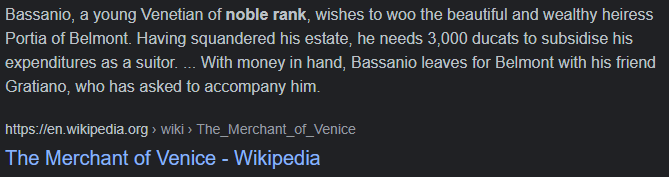 Bassanio, a young Venetian of noble rank, wishes to woo the beautiful and wealthy heiress
Portia of Belmont. Having squandered his estate, he needs 3,000 ducats to subsidise his
expenditures as a suitor. ... With money in hand, Bassanio leaves for Belmont with his friend
Gratiano, who has asked to accompany him.
https://en.wikipedia.org › wiki › The_Merchant_of_Venice
The Merchant of Venice - Wikipedia